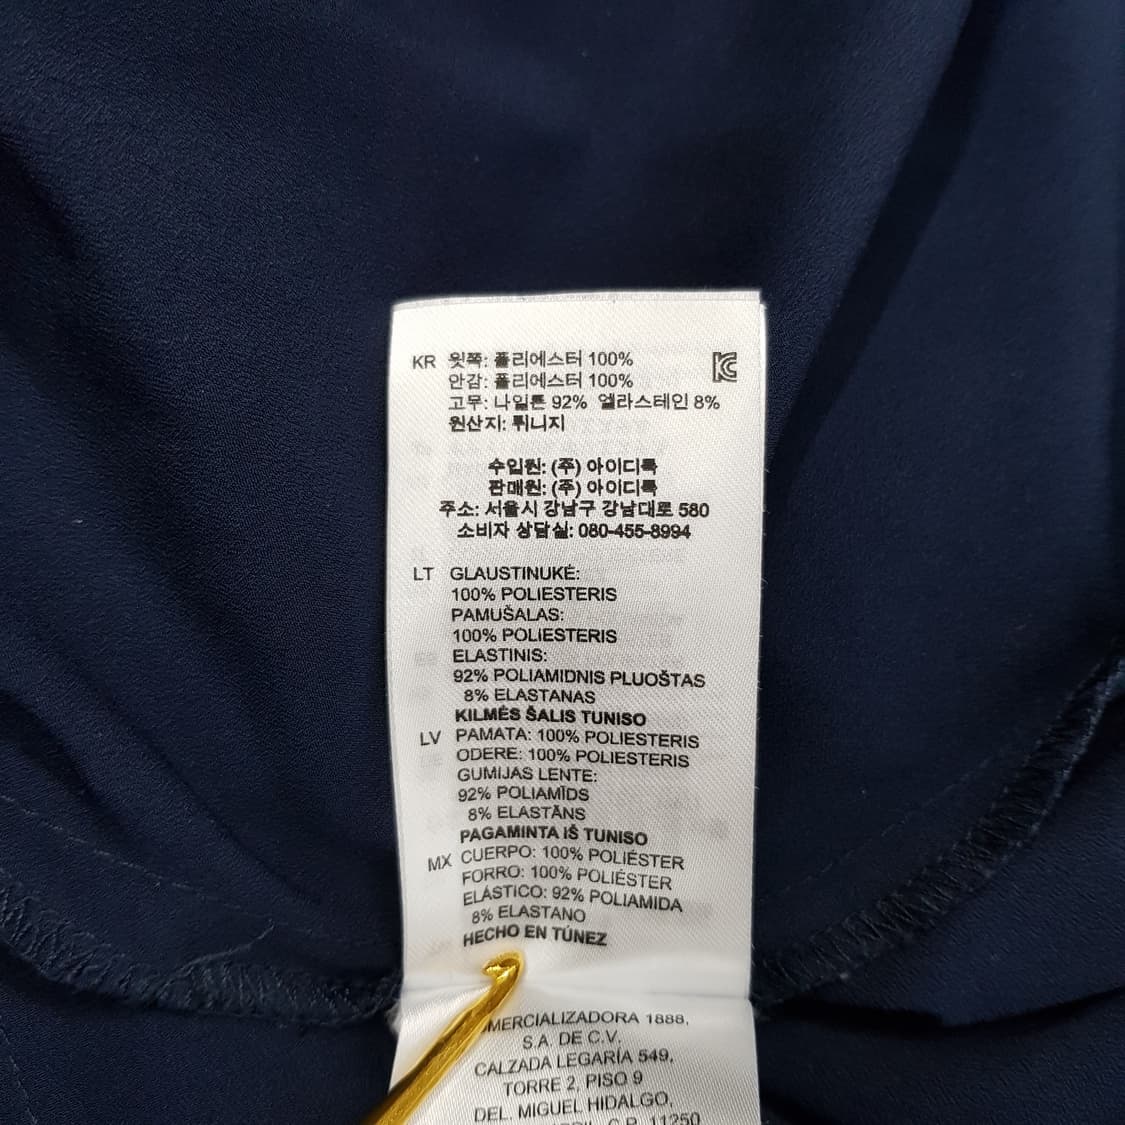 KR 윗쪽: 폴리에스터 100%
안감: 폴리에스터 100%
고무: 나일론 92% 엘라스테인 8%
원산지: 튀니지
수입원: (주) 아이디룩
판매원: (주) 아이디룩
주소: 서울시 강남구 강남대로 580
소비자 상담실: 080-455-8994
LT GLAUSTINUKĖ:
100% POLIESTERIS
PAMUŠALAS:
100% POLIESTERIS
ELASTINIS:
92% POLIAMIDNIS PLUOŠTAS
8% ELASTANAS
KILMĖS ŠALIS TUNISO
LV PAMATA: 100% POLIESTERIS
ODERE: 100% POLIESTERIS
GUMIJAS LENTE:
92% POLIAMĪDS
8% ELASTĀNS
PAGAMINTA IŠ TUNISO
MX CUERPO: 100% POLIÉSTER
FORRO: 100% POLIÉSTER
ELÁSTICO: 92% POLIAMIDA
8% ELASTANO
HECHO EN TÚNEZ
MERCIALIZADORA 1888,
S.A. DE C.V.
CALZADA LEGARÍA 549,
TORRE 2, PISO 9
DEL. MIGUEL HIDALGO,
C.P. 11250